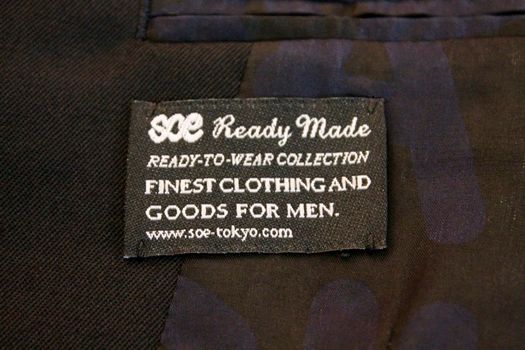 soe Ready Made
READY-TO-WEAR COLLECTION
FINEST CLOTHING AND
GOODS FOR MEN.
www.soe-tokyo.com